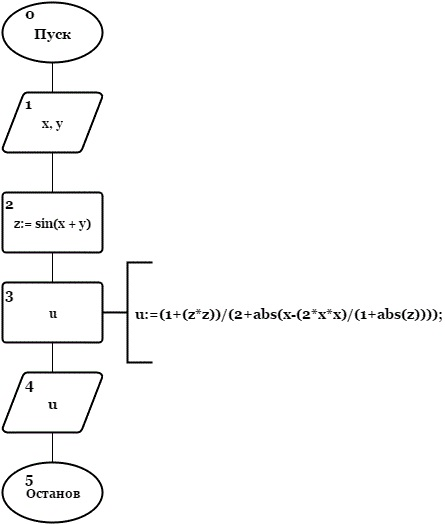 0
Пуск
1
x, y
2
z:= sin(x + y)
3
u
u:=(1+(z*z))/(2+abs(x-(2*x*x)/(1+abs(z))));
4
u
5
Останов